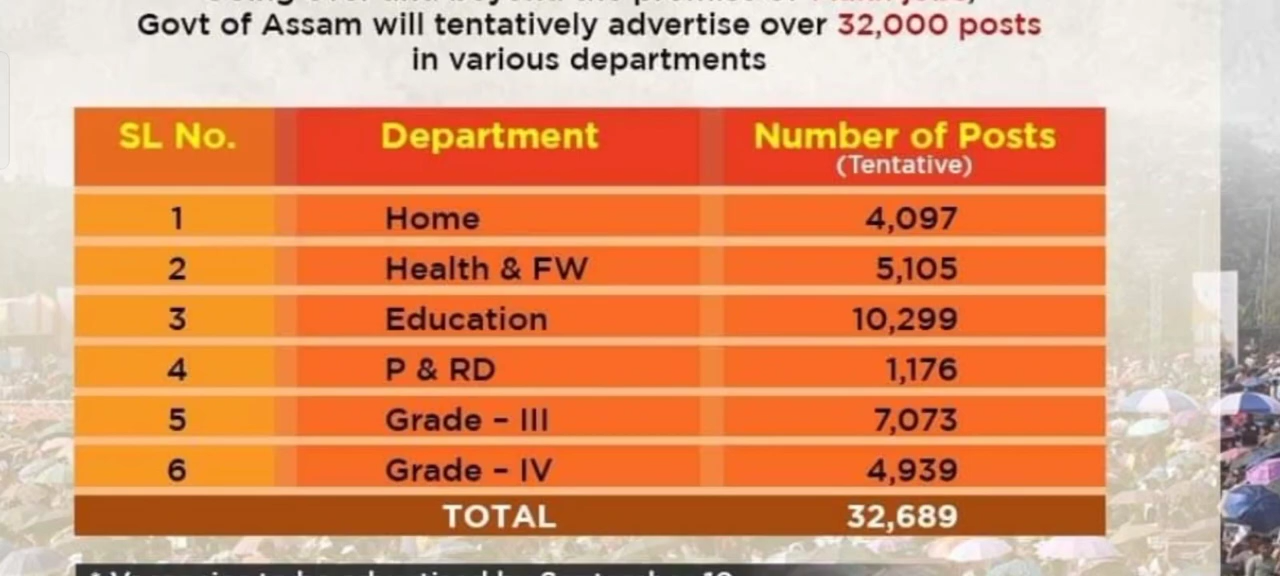 Govt of Assam will tentatively advertise over 32,000 posts
in various departments
SL No. Department Number of Posts
(Tentative)
1 Home 4,097
2 Health & FW 5,105
3 Education 10,299
4 P & RD 1,176
5 Grade – III 7,073
6 Grade – IV 4,939
TOTAL 32,689